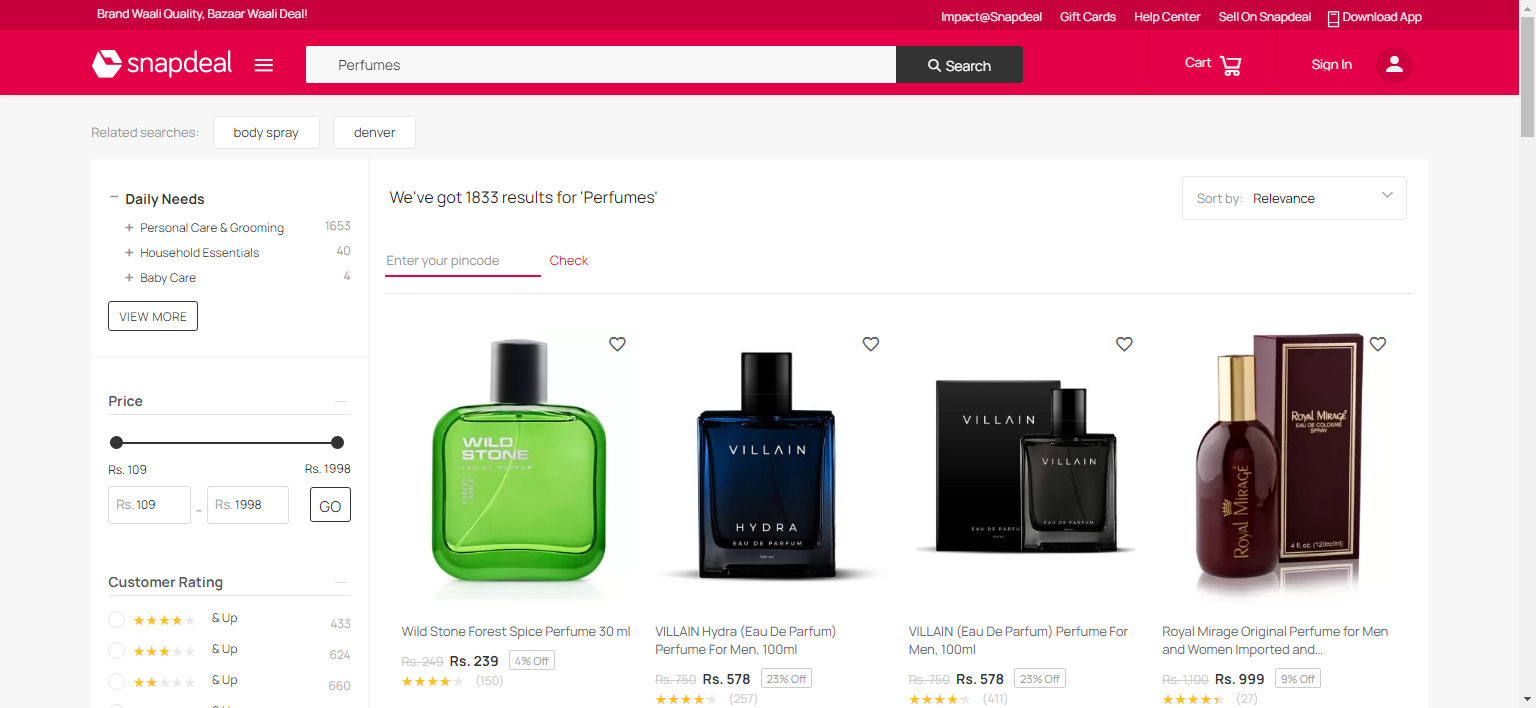 Brand Waali Quality, Bazaar Waali Deal!
Impact@Snapdeal Gift Cards Help Center Sell On Snapdeal Download App
snapdeal
Perfumes
Search
Cart
Sign In
Related searches: body spray denver
Daily Needs
Personal Care & Grooming 1653
Household Essentials 40
Baby Care 4
VIEW MORE
Price
Rs. 109 Rs. 1998
Rs. 109 - Rs. 1998 GO
Customer Rating
& Up 433
& Up 624
& Up 660
We've got 1833 results for 'Perfumes'
Sort by: Relevance
Enter your pincode Check
WILD
STONE
EAU DE PARFUM
FOREST
SPICE
VILLAIN
HYDRA
EAU DE PARFUM
100 ml
VILLAIN
EAU DE PARFU
VILLAIN
EAU DE PARFUM
ROYAL MIRAGE
EAU DE COLOGNE
SPRAY
4 fl. oz. (120cc/ml)
ROYAL MIRAGE
Wild Stone Forest Spice Perfume 30 ml
Rs. 249 Rs. 239 4% Off
(150)
VILLAIN Hydra (Eau De Parfum)
Perfume For Men, 100ml
Rs. 750 Rs. 578 23% Off
(257)
VILLAIN (Eau De Parfum) Perfume For
Men, 100ml
Rs. 750 Rs. 578 23% Off
(411)
Royal Mirage Original Perfume for Men
and Women Imported and...
Rs. 1,100 Rs. 999 9% Off
(27)